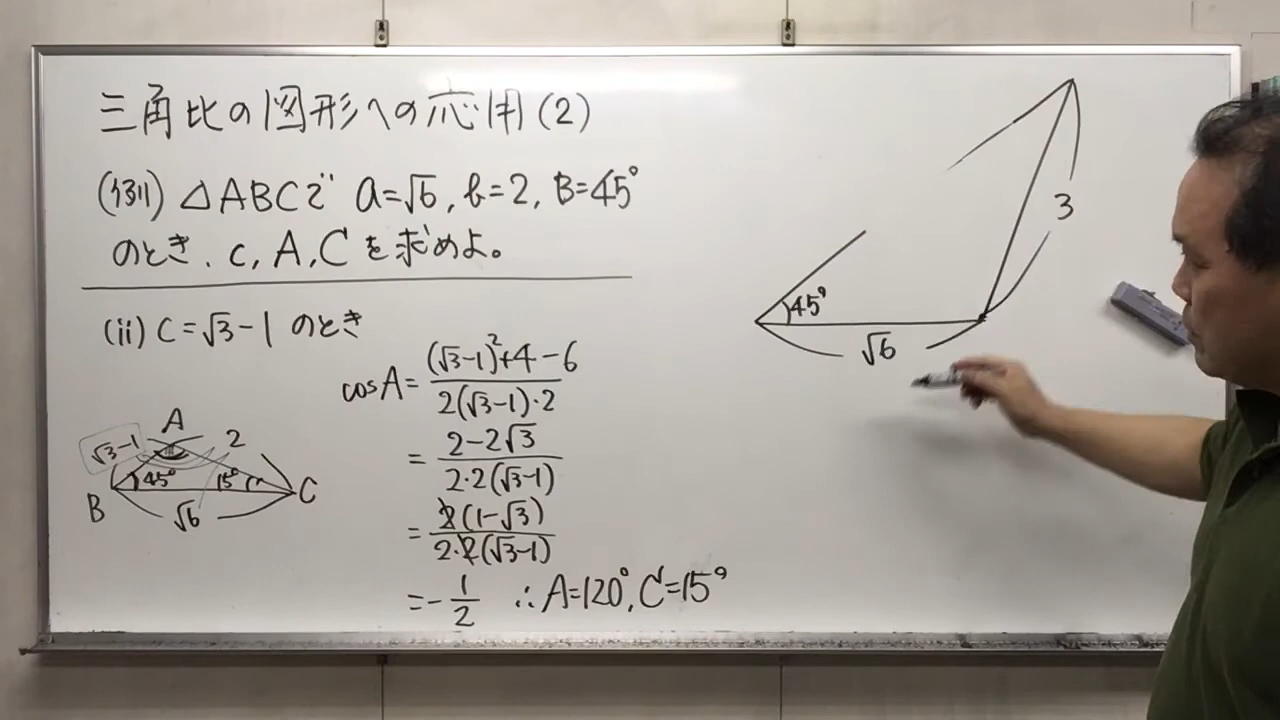 三角比の図形への応用(2)
(例) △ABCで a=√6, b=2, B=45°
のとき、c, A, Cを求めよ。
(ii) C=√3-1 のとき
cosA= ((√3-1)²+4-6)/(2(√3-1)・2)
= (2-2√3)/(2・2(√3-1))
= (2(1-√3))/(2・2(√3-1))
= -1/2 ∴A=120°, C=15°
A
√3-1
2
45°
15°
B
C
√6
45°
√6
3